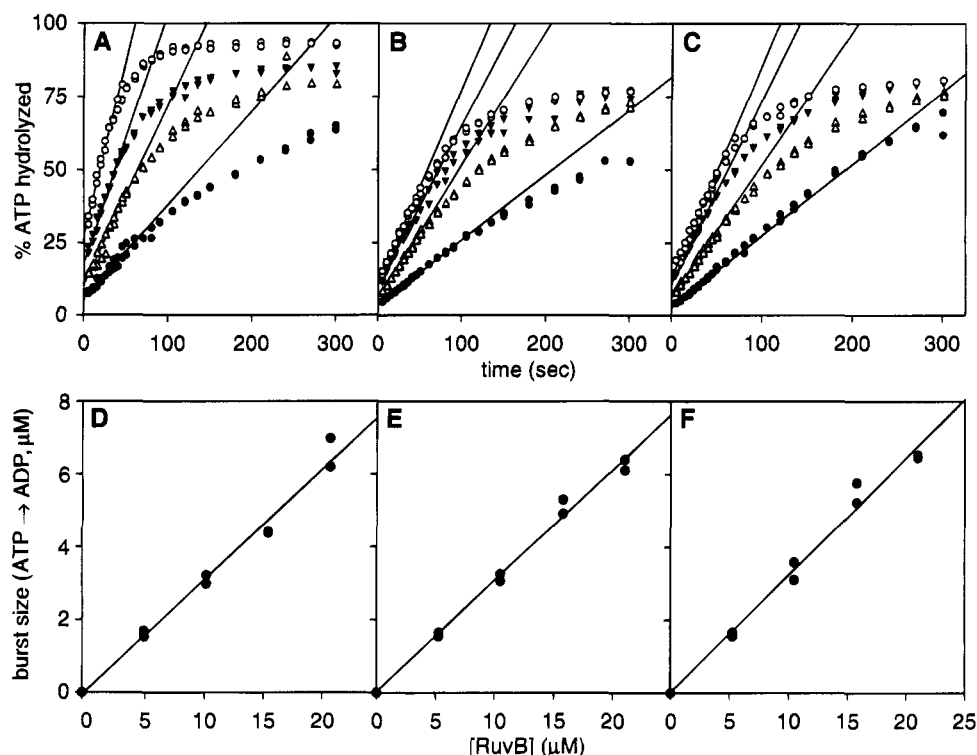 A B C
100
75
50
25
0
% ATP hydrolyzed
0 100 200 300 0 100 200 300 0 100 200 300
time (sec)
D E F
8
6
4
2
0
burst size (ATP → ADP, μM)
0 5 10 15 20 0 5 10 15 20 0 5 10 15 20 25
[RuvB] (μM)